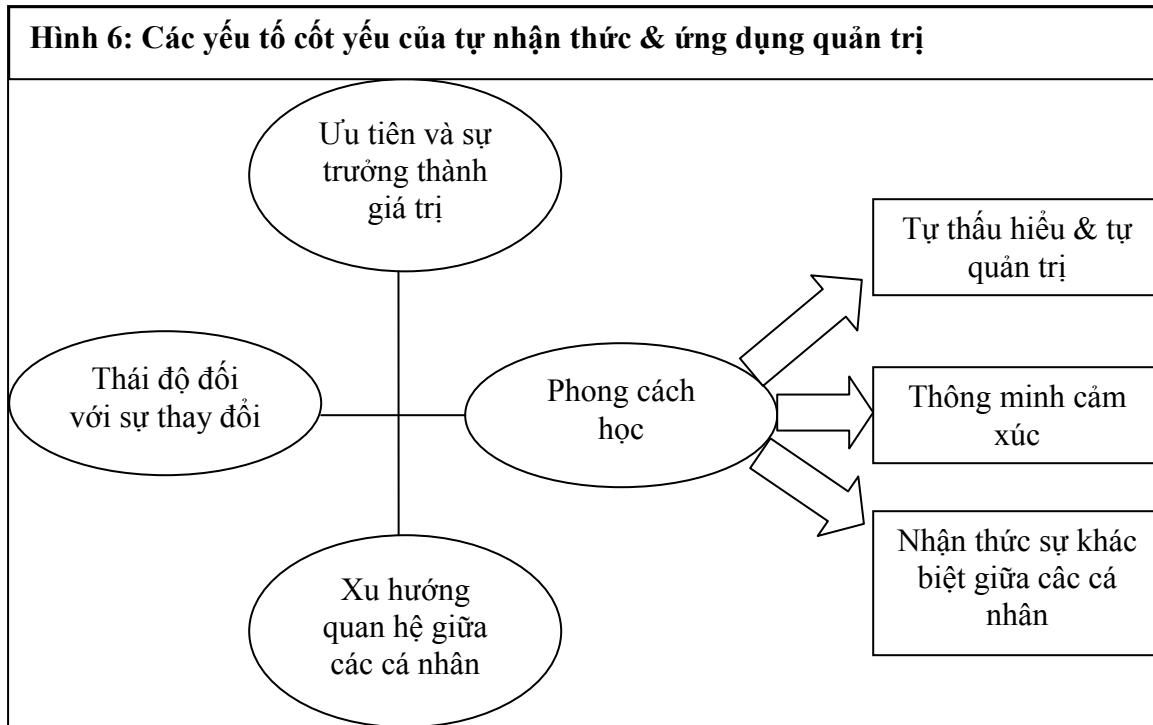 Hình 6: Các yếu tố cốt yếu của tự nhận thức & ứng dụng quản trị
Ưu tiên và sự
trưởng thành
giá trị
Thái độ đối
với sự thay đổi
Phong cách
học
Xu hướng
quan hệ giữa
các cá nhân
Tự thấu hiểu & tự
quản trị
Thông minh cảm
xúc
Nhận thức sự khác
biệt giữa câc cá
nhân